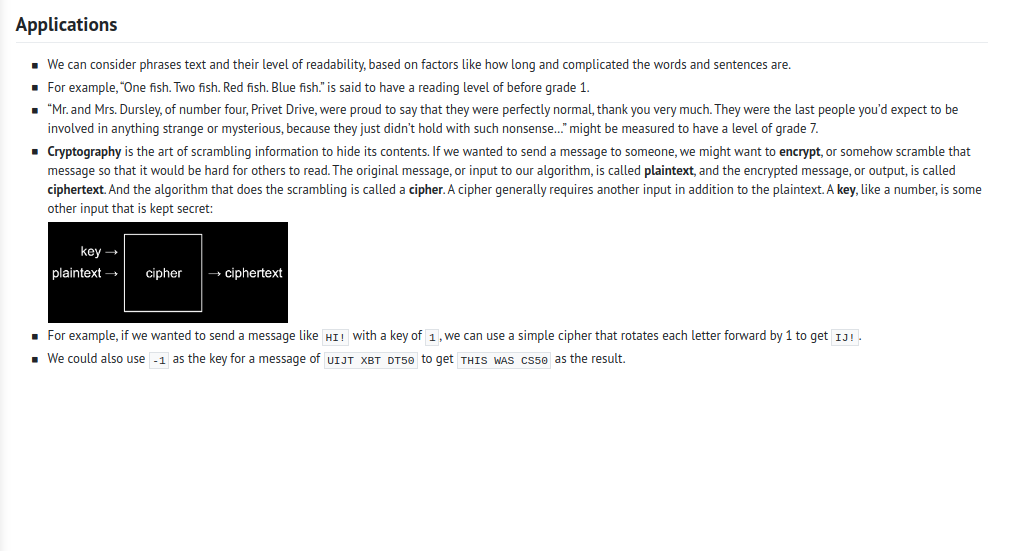 Applications
We can consider phrases text and their level of readability, based on factors like how long and complicated the words and sentences are.
For example, “One fish. Two fish. Red fish. Blue fish.” is said to have a reading level of before grade 1.
“Mr. and Mrs. Dursley, of number four, Privet Drive, were proud to say that they were perfectly normal, thank you very much. They were the last people you’d expect to be
involved in anything strange or mysterious, because they just didn’t hold with such nonsense…” might be measured to have a level of grade 7.
Cryptography is the art of scrambling information to hide its contents. If we wanted to send a message to someone, we might want to encrypt, or somehow scramble that
message so that it would be hard for others to read. The original message, or input to our algorithm, is called plaintext, and the encrypted message, or output, is called
ciphertext. And the algorithm that does the scrambling is called a cipher. A cipher generally requires another input in addition to the plaintext. A key, like a number, is some
other input that is kept secret:
key →
plaintext → cipher → ciphertext
For example, if we wanted to send a message like HI! with a key of 1, we can use a simple cipher that rotates each letter forward by 1 to get IJ!.
We could also use -1 as the key for a message of UIJT XBT DT50 to get THIS WAS CS50 as the result.